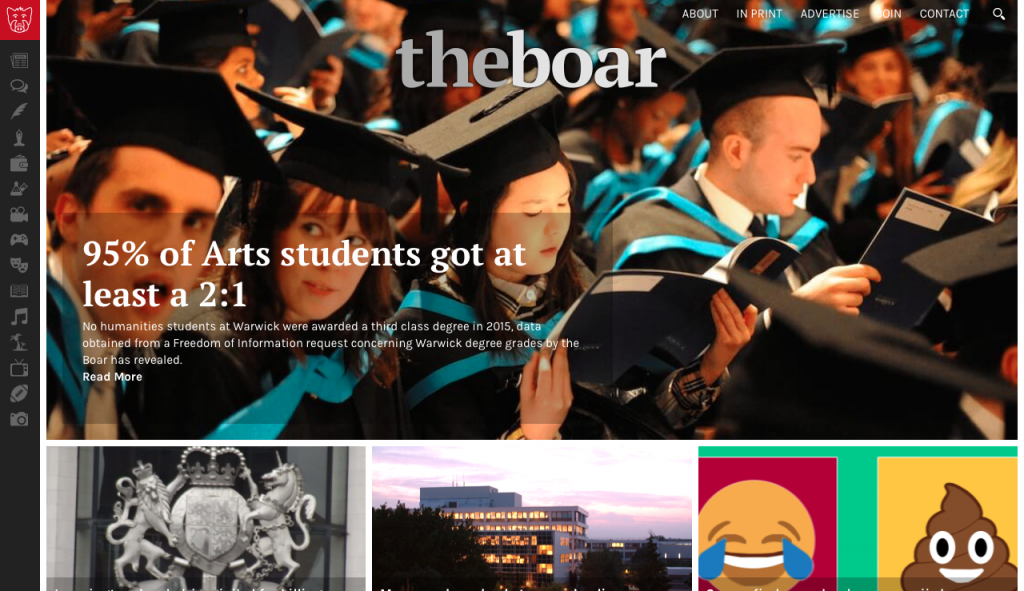 ABOUT IN PRINT ADVERTISE JOIN CONTACT
theboar
95% of Arts students got at
least a 2:1
No humanities students at Warwick were awarded a third class degree in 2015, data
obtained from a Freedom of Information request concerning Warwick degree grades by the
Boar has revealed.
Read More